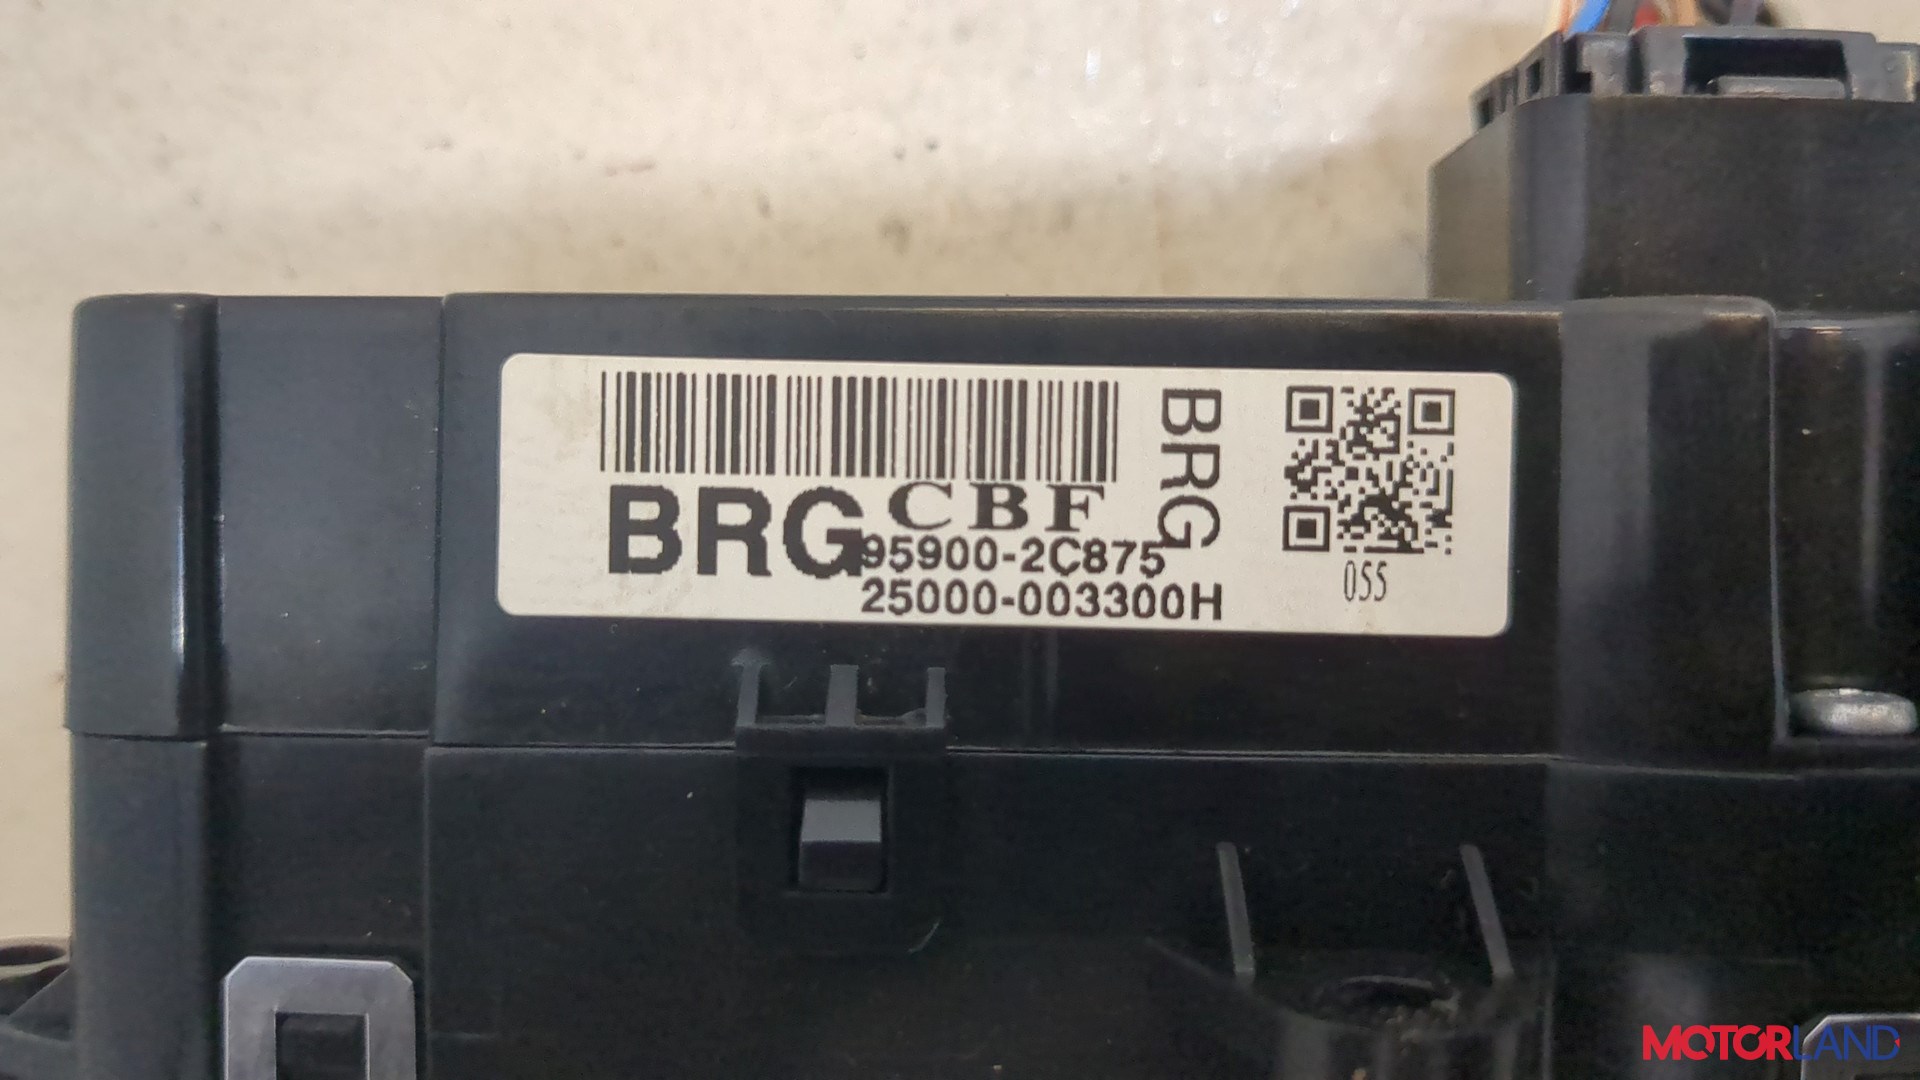 BRG
CBF
95900-2C875
25000-003300H
BRG
055
MOTORLAND